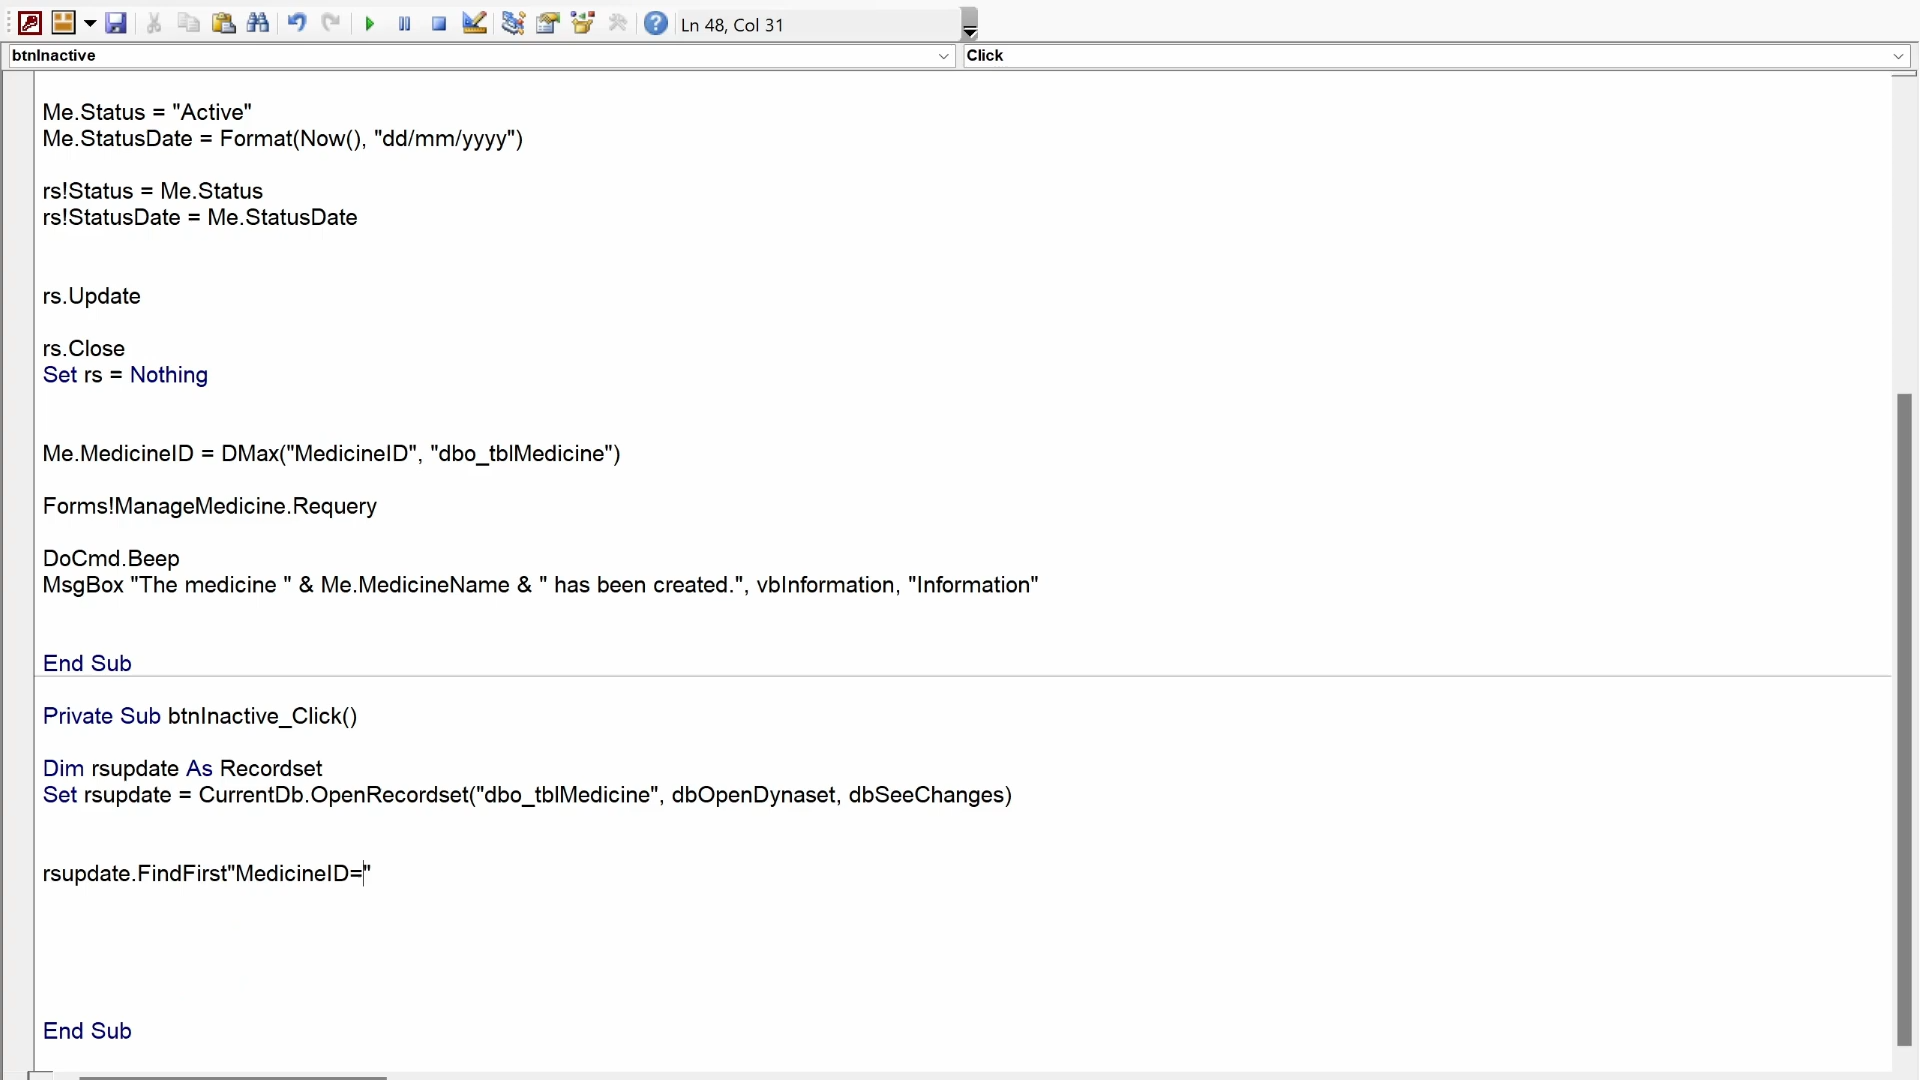 Ln 48, Col 31
btnInactive
Click
Me.Status = "Active"
Me.StatusDate = Format(Now(), "dd/mm/yyyy")
rs!Status = Me.Status
rs!StatusDate = Me.StatusDate
rs.Update
rs.Close
Set rs = Nothing
Me.MedicineID = DMax("MedicineID", "dbo_tblMedicine")
Forms!ManageMedicine.Requery
DoCmd.Beep
MsgBox "The medicine " & Me.MedicineName & " has been created.", vbInformation, "Information"
End Sub
Private Sub btnInactive_Click()
Dim rsupdate As Recordset
Set rsupdate = CurrentDb.OpenRecordset("dbo_tblMedicine", dbOpenDynaset, dbSeeChanges)
rsupdate.FindFirst"MedicineID="
End Sub